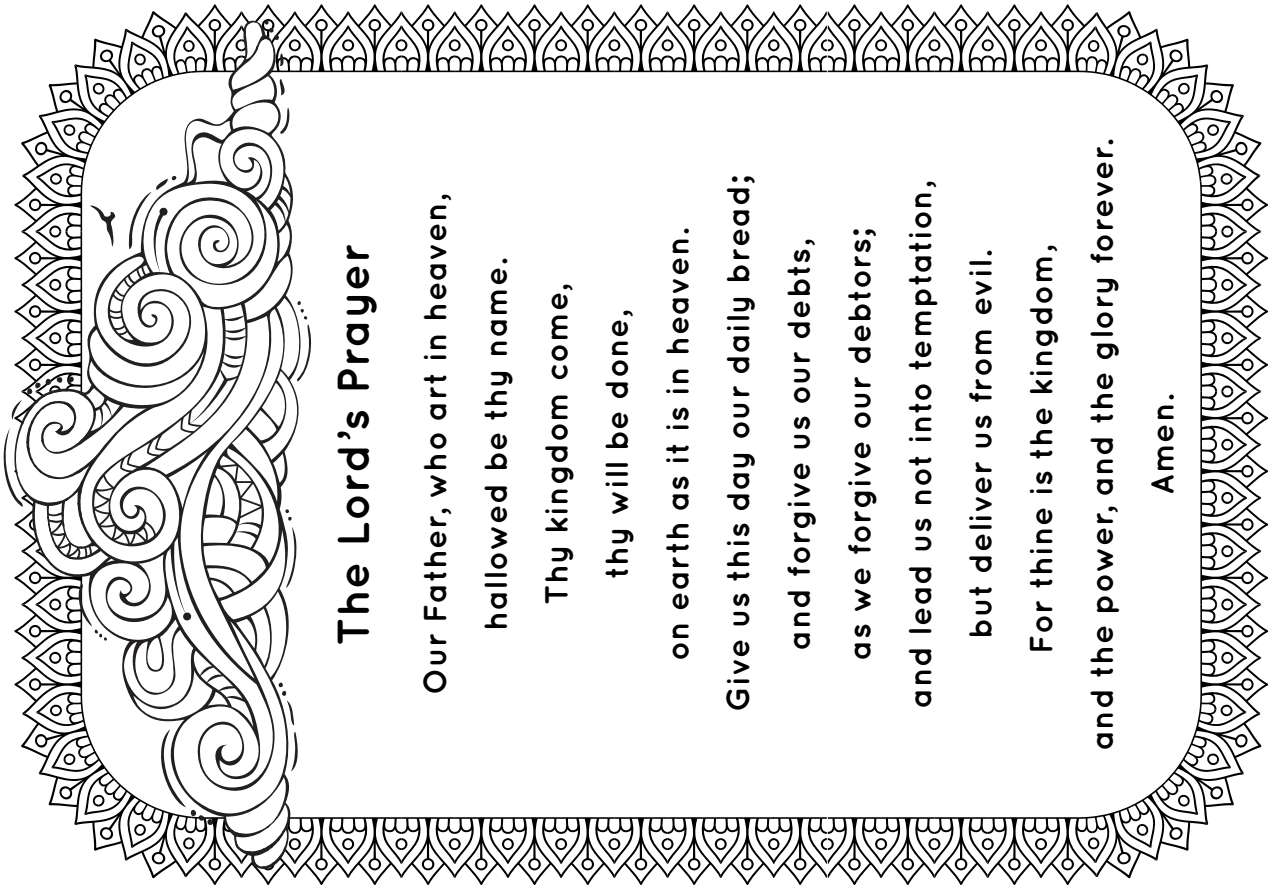 The Lord's Prayer
Our Father, who art in heaven,
hallowed be thy name.
Thy kingdom come,
thy will be done,
on earth as it is in heaven.
Give us this day our daily bread;
and forgive us our debts,
as we forgive our debtors;
and lead us not into temptation,
but deliver us from evil.
For thine is the kingdom,
and the power, and the glory forever.
Amen.